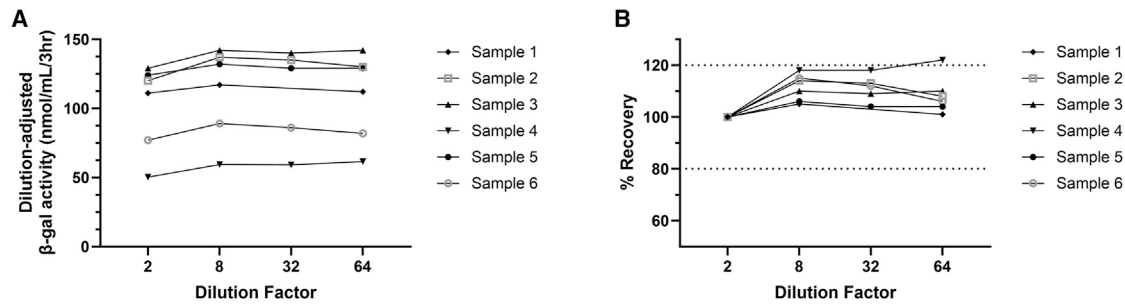 A
Dilution-adjusted
β-gal activity (nmol/mL/3hr)
150
100
50
0
2 8 32 64
Dilution Factor
Sample 1
Sample 2
Sample 3
Sample 4
Sample 5
Sample 6
B
% Recovery
120
100
80
60
2 8 32 64
Dilution Factor
Sample 1
Sample 2
Sample 3
Sample 4
Sample 5
Sample 6